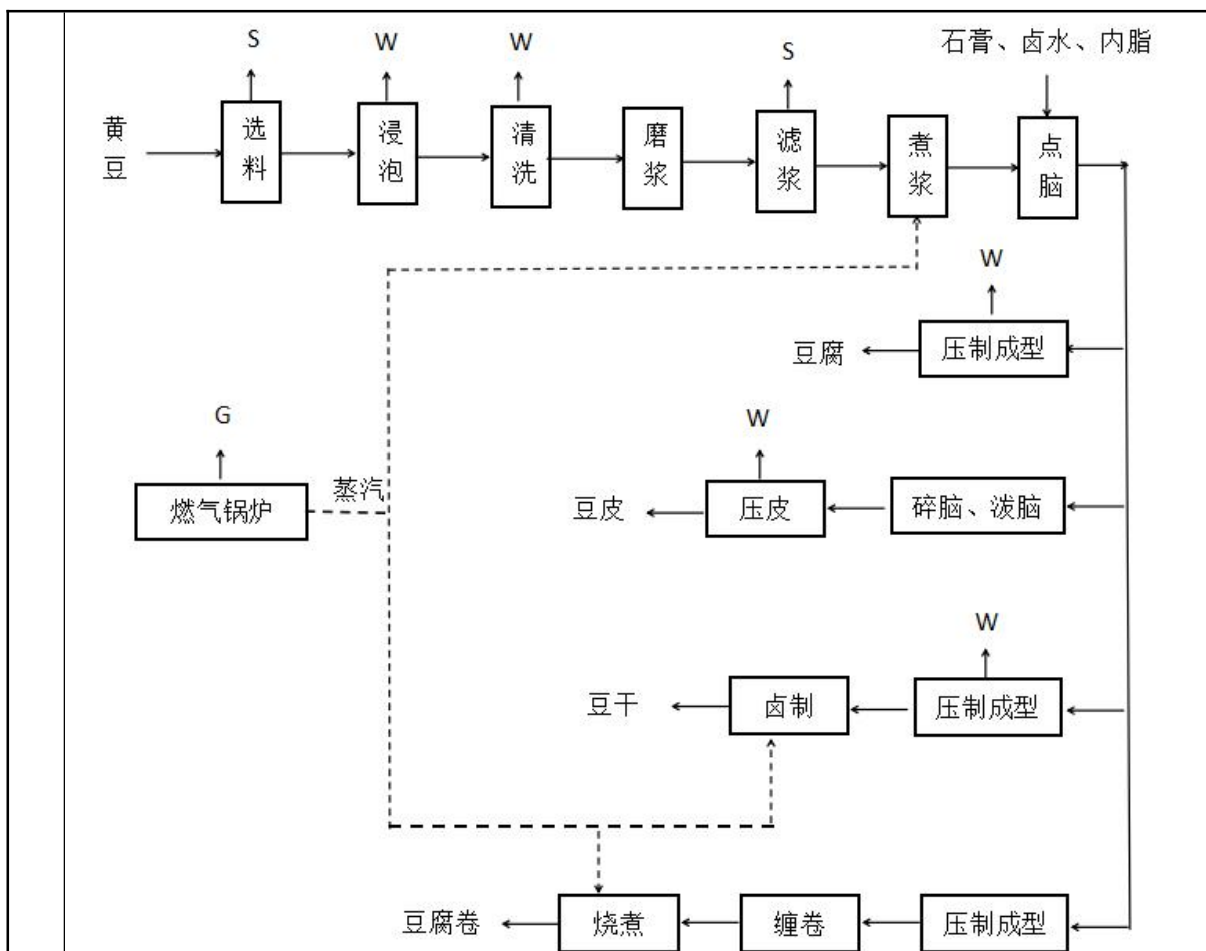 S
W
W
S
石膏、卤水、内脂
黄豆
选料
浸泡
清洗
磨浆
滤浆
煮浆
点脑
W
豆腐
压制成型
G
W
燃气锅炉
蒸汽
豆皮
压皮
碎脑、泼脑
W
豆干
卤制
压制成型
豆腐卷
烧煮
缠卷
压制成型